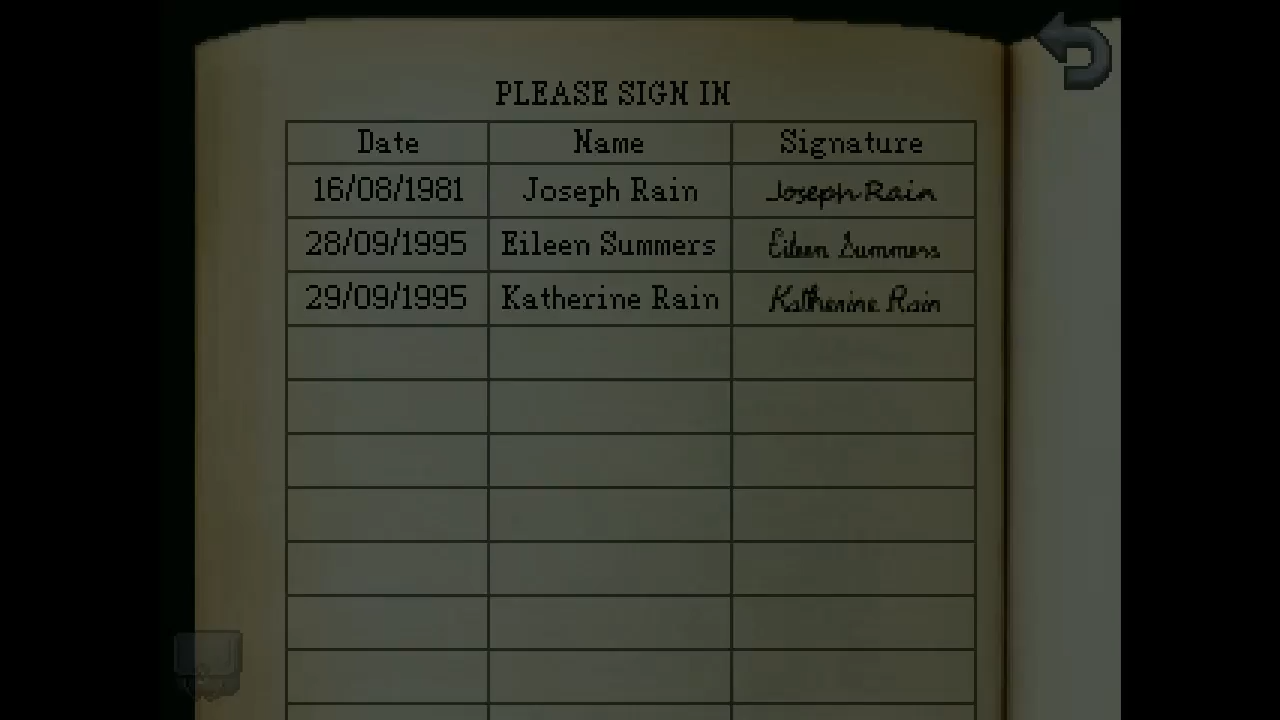 PLEASE SIGN IN
Date Name Signature
16/08/1981 Joseph Rain Joseph Rain
28/09/1995 Eileen Summers Eileen Summers
29/09/1995 Katherine Rain Katherine Rain